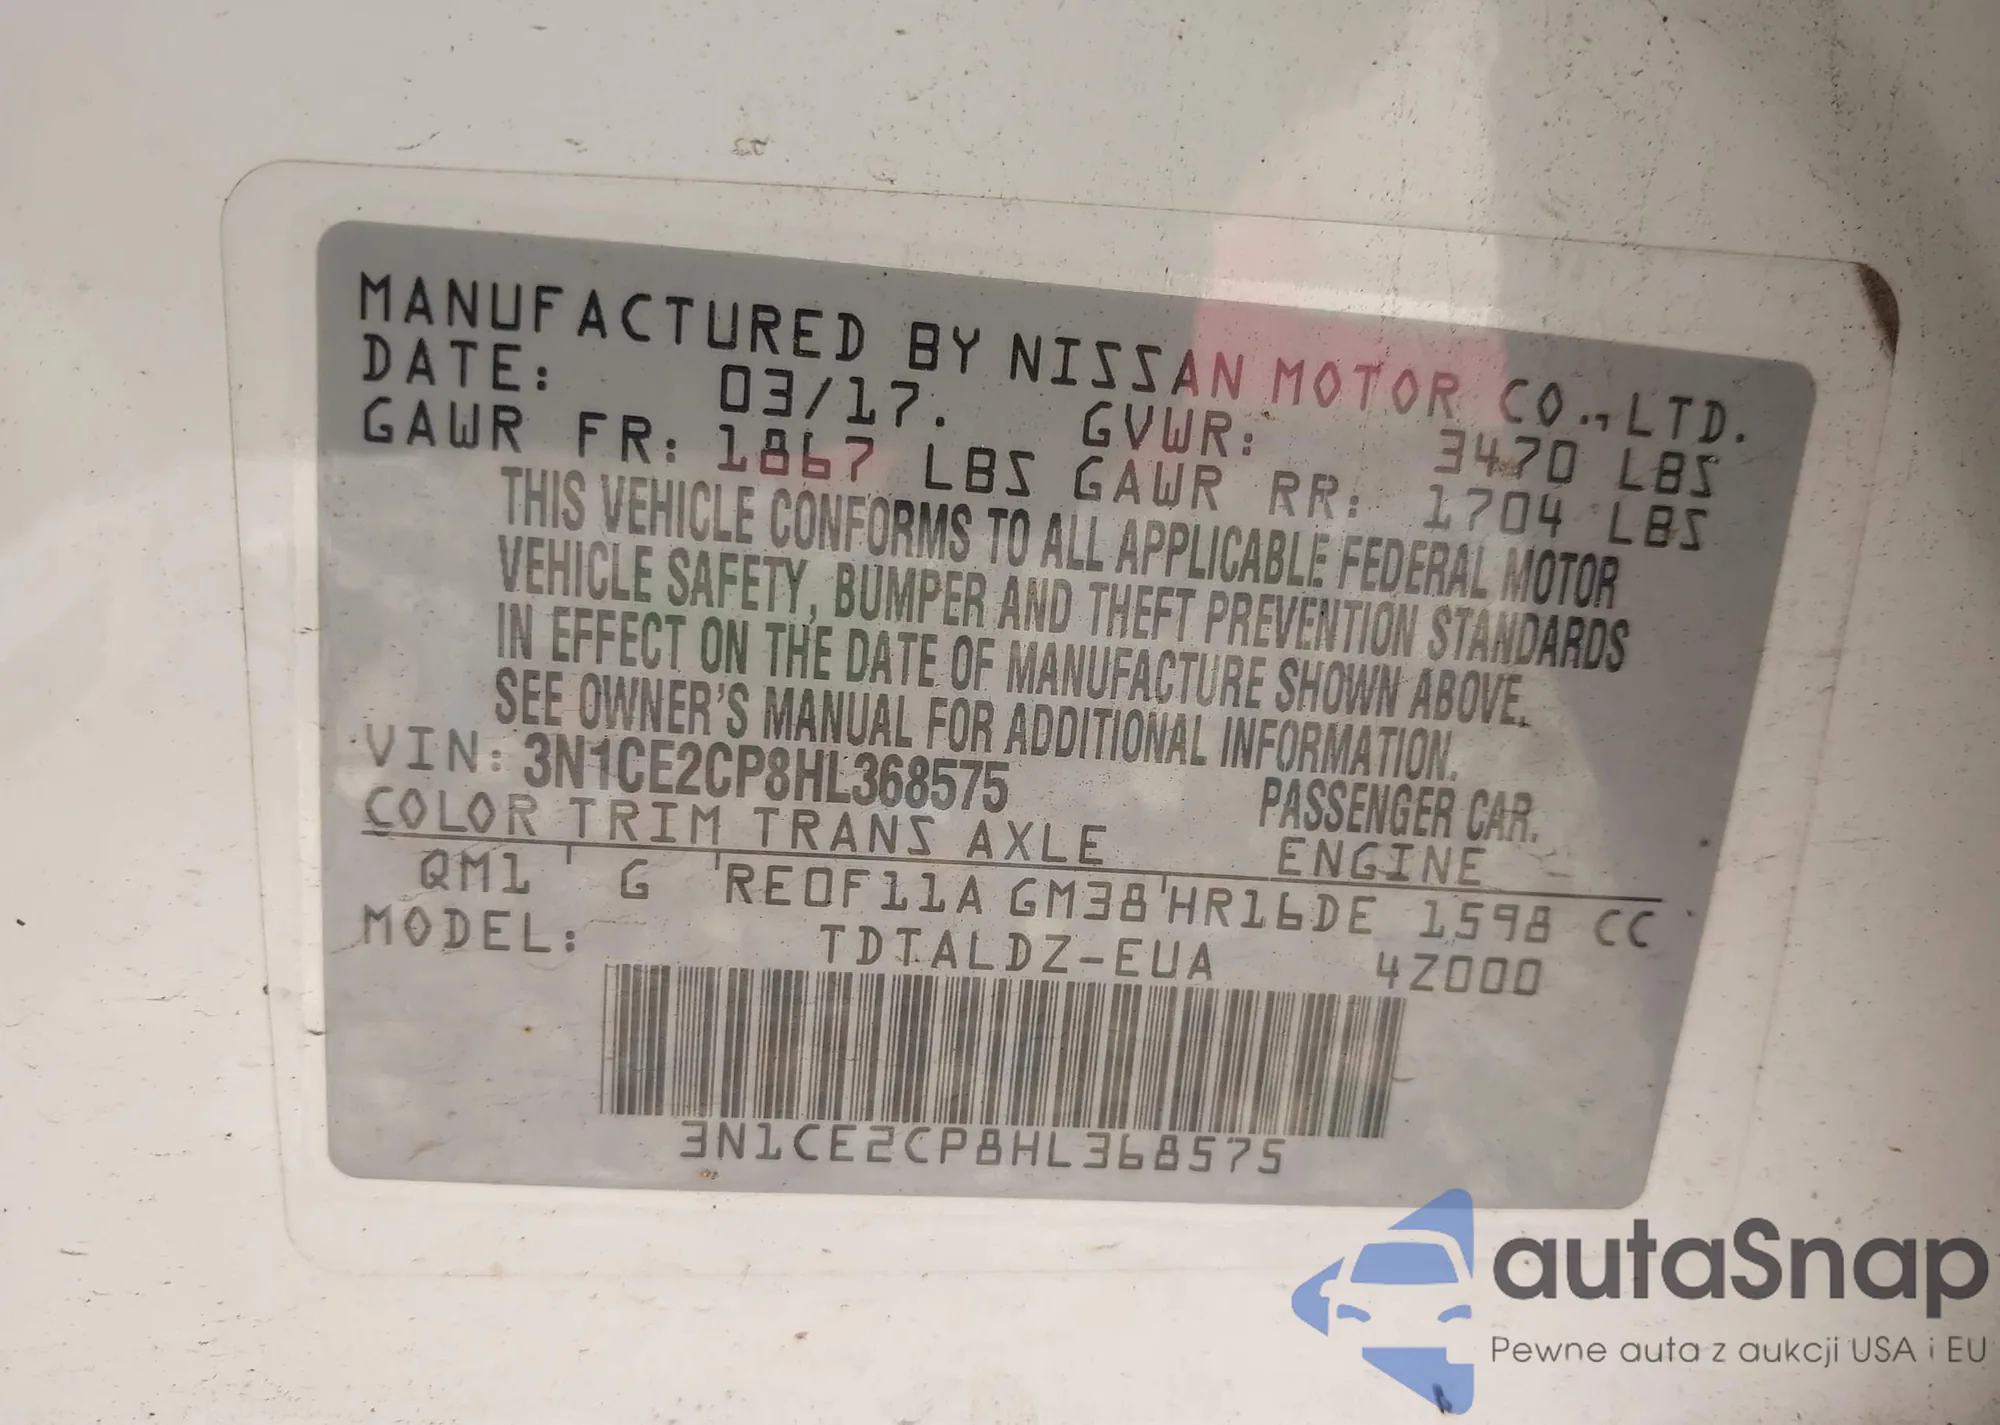 MANUFACTURED BY NISSAN MOTOR CO.,LTD.
DATE: 03/17. GVWR: 3470 LBS
GAWR FR: 1867 LBS GAWR RR: 1704 LBS
THIS VEHICLE CONFORMS TO ALL APPLICABLE FEDERAL MOTOR
VEHICLE SAFETY, BUMPER AND THEFT PREVENTION STANDARDS
IN EFFECT ON THE DATE OF MANUFACTURE SHOWN ABOVE.
SEE OWNER'S MANUAL FOR ADDITIONAL INFORMATION.
VIN: 3N1CE2CP8HL368575 PASSENGER CAR.
COLOR TRIM TRANS AXLE ENGINE
QM1 G RE0F11A GM38 HR16DE 1598 CC
MODEL: TDTALDZ-EUA 4Z000
3N1CE2CP8HL368575
autaSnap
Pewne auta z aukcji USA i EU